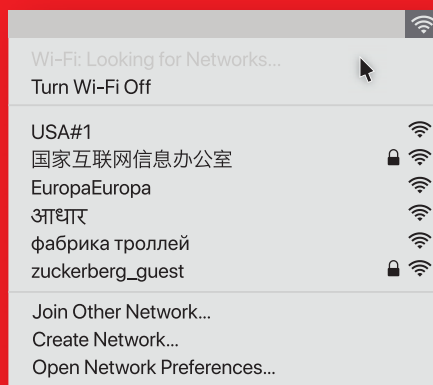 Wi-Fi: Looking for Networks...
Turn Wi-Fi Off
USA#1
国家互联网信息办公室
EuropaEuropa
आधार
фабрика троллей
zuckerberg_guest
Join Other Network...
Create Network...
Open Network Preferences...